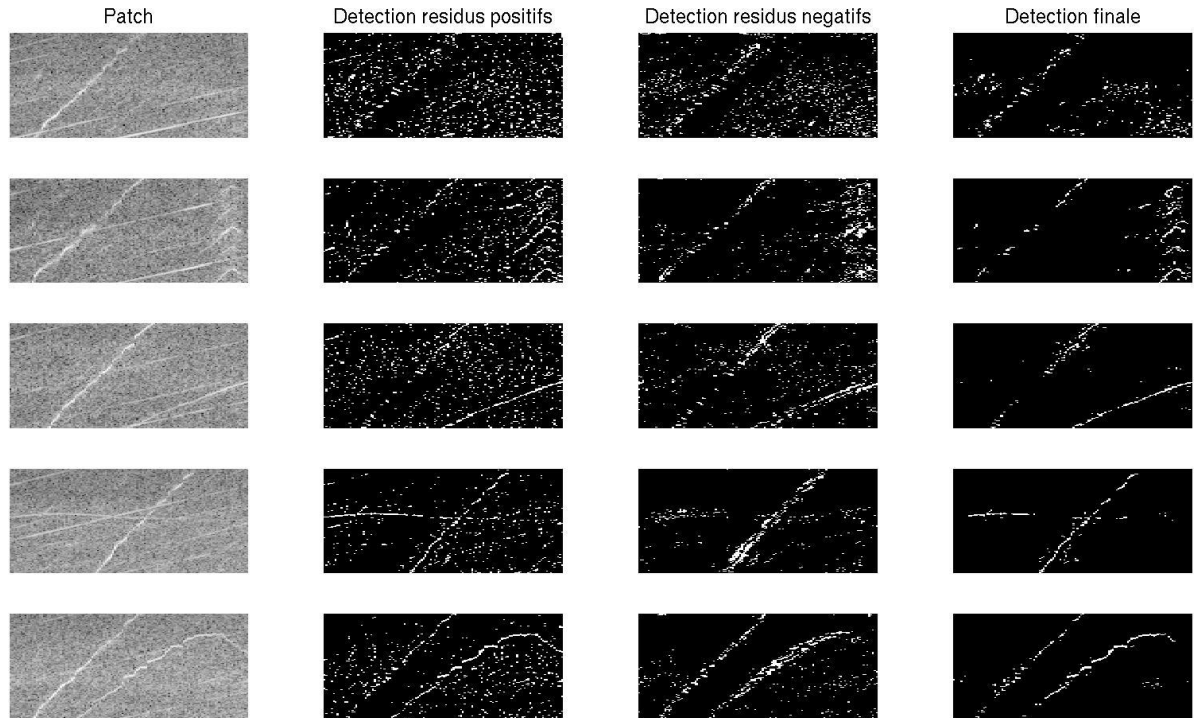 Patch
Detection residus positifs
Detection residus negatifs
Detection finale